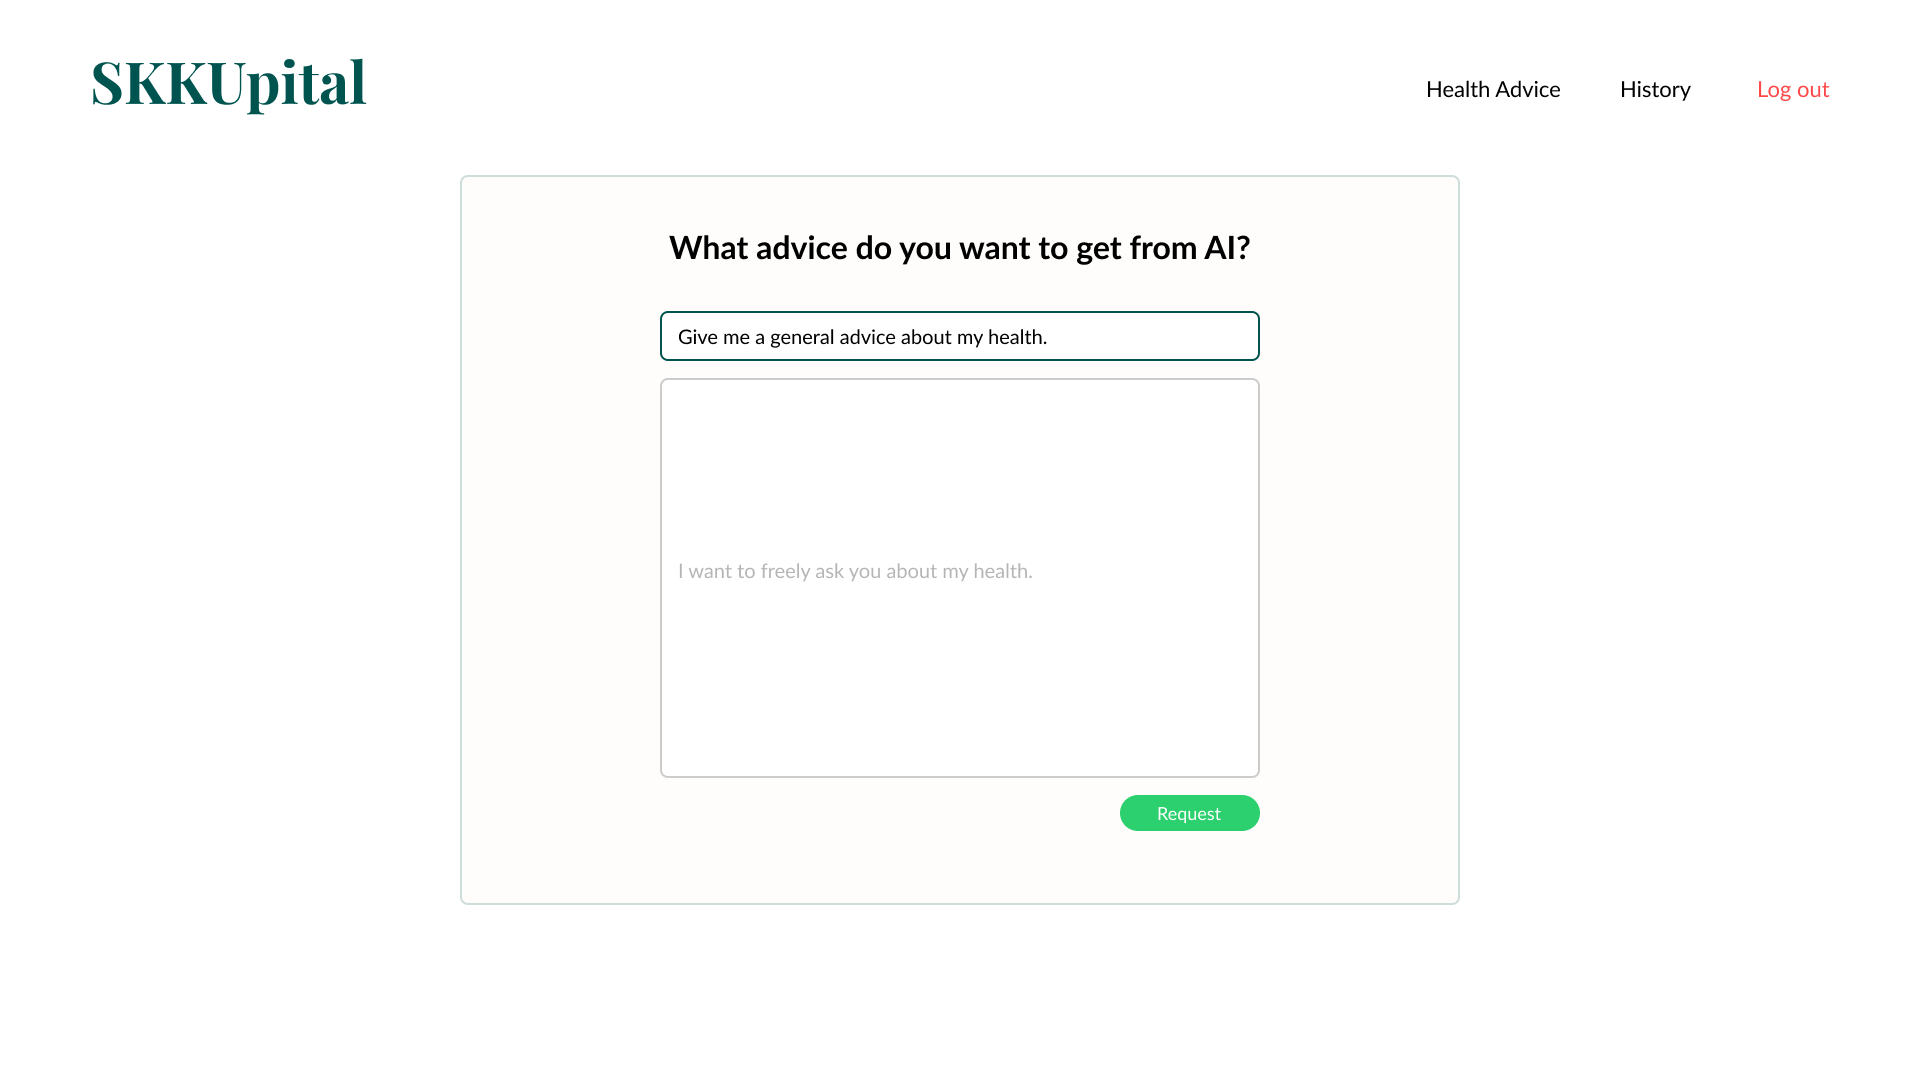 SKKUpital
Health Advice
History
Log out
What advice do you want to get from AI?
Give me a general advice about my health.
I want to freely ask you about my health.
Request